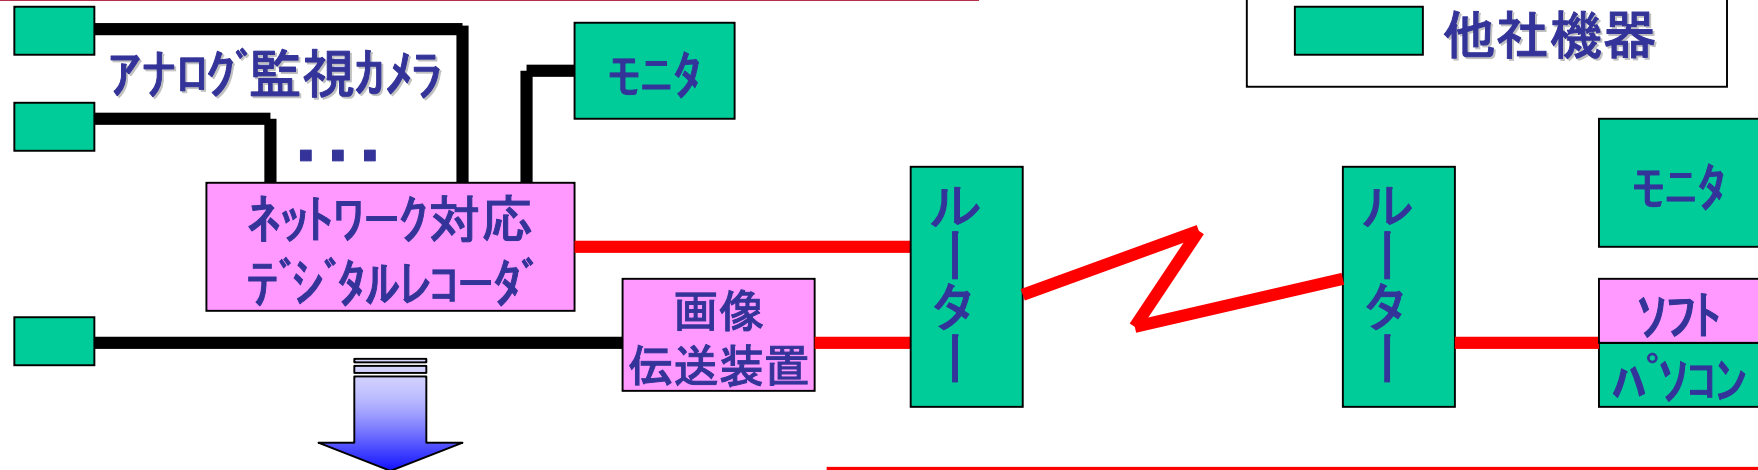 他社機器
アナログ監視カメラ
モニタ
・・・
ネットワーク対応
デジタルレコーダ
画像
伝送装置
ルーター
ルーター
モニタ
ソフト
パソコン